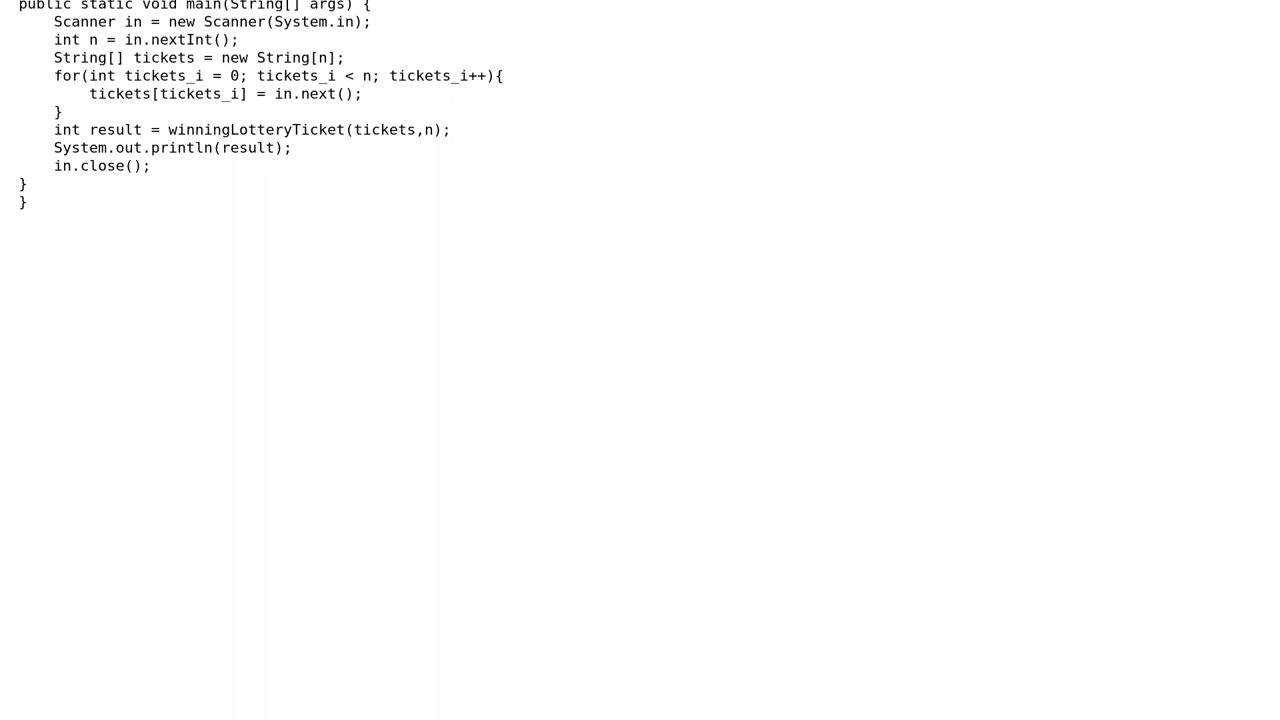 public static void main(String[] args) {
    Scanner in = new Scanner(System.in);
    int n = in.nextInt();
    String[] tickets = new String[n];
    for(int tickets_i = 0; tickets_i < n; tickets_i++){
        tickets[tickets_i] = in.next();
    }
    int result = winningLotteryTicket(tickets,n);
    System.out.println(result);
    in.close();
}
}